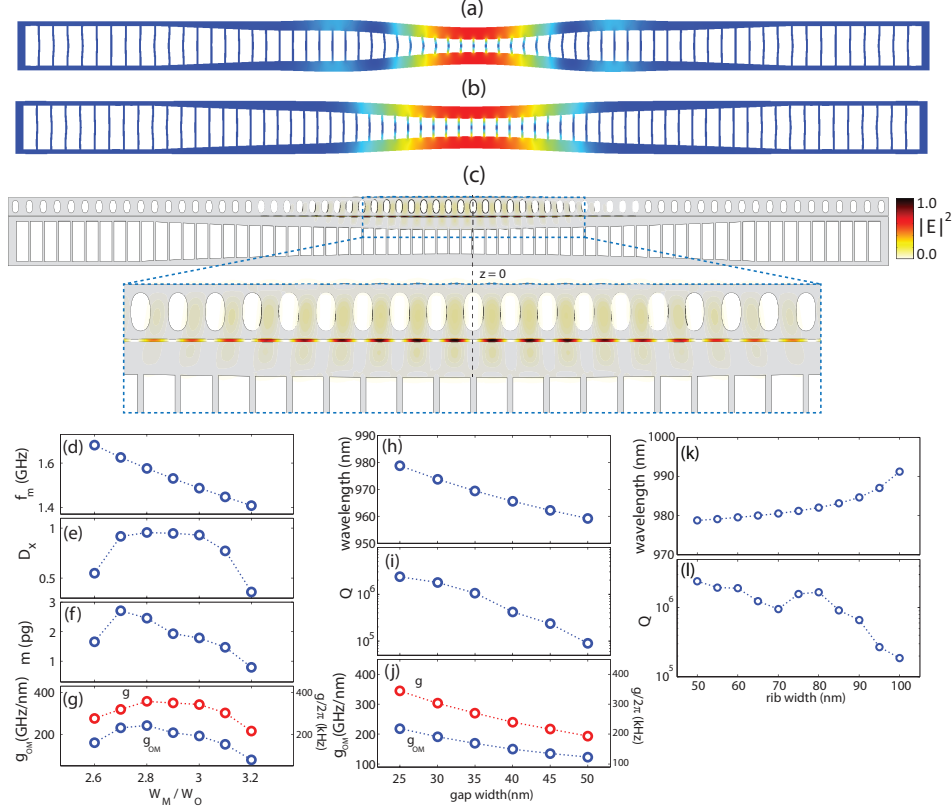 (a)
(b)
(c)
1.0
|E|²
0.0
z = 0
(d)
1.6
1.4
f_m (GHz)
(e)
1
0.5
D_x
(f)
3
2
1
m (pg)
(g)
g
g_OM
400
200
g_OM (GHz/nm)
400
200
g/2π (kHz)
2.6 2.8 3 3.2
W_M / W_O
(h)
990
980
970
960
950
wavelength (nm)
(i)
10⁶
10⁵
Q
(j)
g
g_OM
400
300
200
100
g_OM (GHz/nm)
400
300
200
100
g/2π (kHz)
25 30 35 40 45 50
gap width(nm)
(k)
1000
990
980
970
wavelength (nm)
(l)
10⁶
10⁵
Q
50 60 70 80 90 100
rib width (nm)